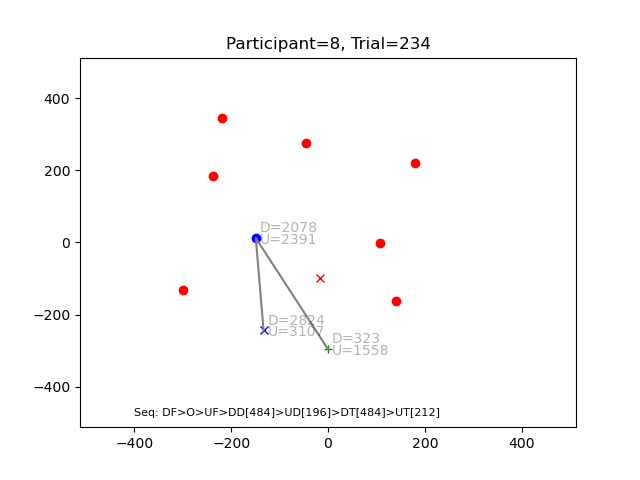 Participant=8, Trial=234
400
200
0
−200
−400
D=2078
U=2391
D=2824
U=3107
D=323
U=1558
Seq: DF>O>UF>DD[484]>UD[196]>DT[484]>UT[212]
−400 −200 0 200 400